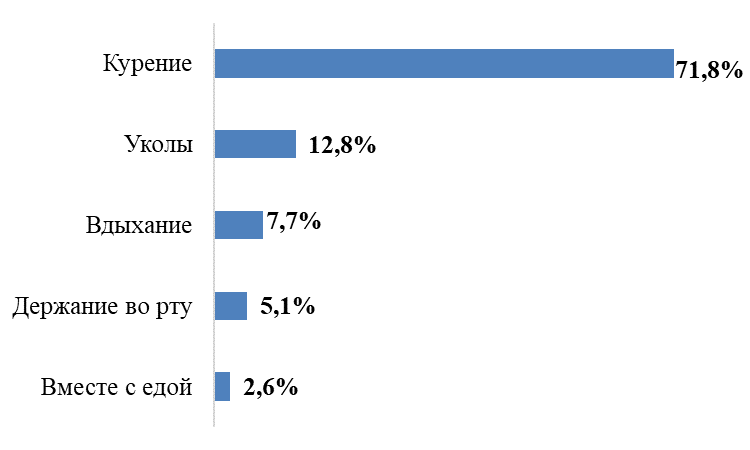 Курение 71,8%
Уколы 12,8%
Вдыхание 7,7%
Держание во рту 5,1%
Вместе с едой 2,6%